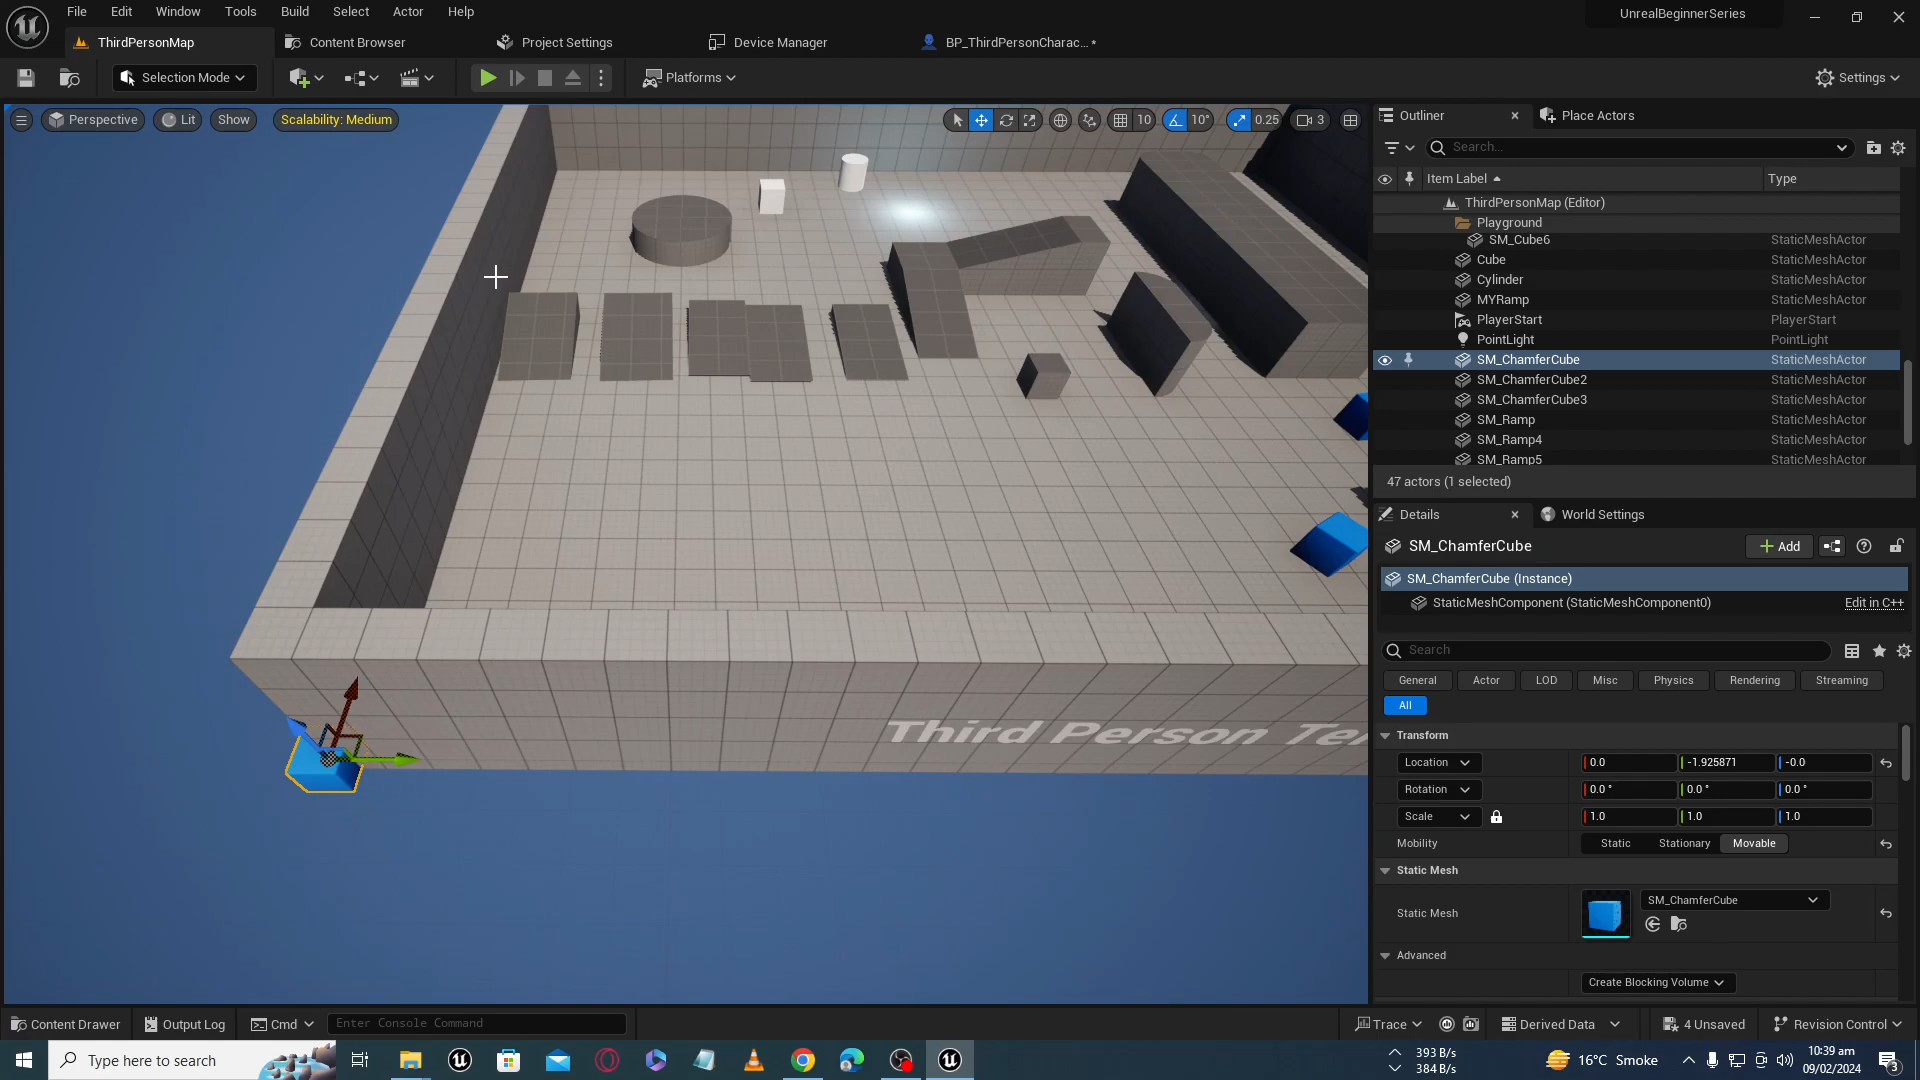 File Edit Window Tools Build Select Actor Help
UnrealBeginnerSeries
ThirdPersonMap
Content Browser
Project Settings
Device Manager
BP_ThirdPersonCharac... *
Selection Mode
Platforms
Settings
Perspective
Lit
Show
Scalability: Medium
10
10°
0.25
3
Outliner
Place Actors
Search...
Item Label
Type
ThirdPersonMap (Editor)
Playground
SM_Cube6 StaticMeshActor
Cube StaticMeshActor
Cylinder StaticMeshActor
MYRamp StaticMeshActor
PlayerStart PlayerStart
PointLight PointLight
SM_ChamferCube StaticMeshActor
SM_ChamferCube2 StaticMeshActor
SM_ChamferCube3 StaticMeshActor
SM_Ramp StaticMeshActor
SM_Ramp4 StaticMeshActor
SM_Ramp5 StaticMeshActor
47 actors (1 selected)
Details
World Settings
SM_ChamferCube
Add
SM_ChamferCube (Instance)
StaticMeshComponent (StaticMeshComponent0) Edit in C++
Search
General Actor LOD Misc Physics Rendering Streaming
All
Transform
Location 0.0 -1.925871 -0.0
Rotation 0.0 ° 0.0 ° 0.0 °
Scale 1.0 1.0 1.0
Mobility Static Stationary Movable
Static Mesh
Static Mesh SM_ChamferCube
Advanced
Create Blocking Volume
Third Person Te
Content Drawer
Output Log
Cmd
Enter Console Command
Trace
Derived Data
4 Unsaved
Revision Control
Type here to search
393 B/s
384 B/s
16°C Smoke
10:39 am
09/02/2024
3